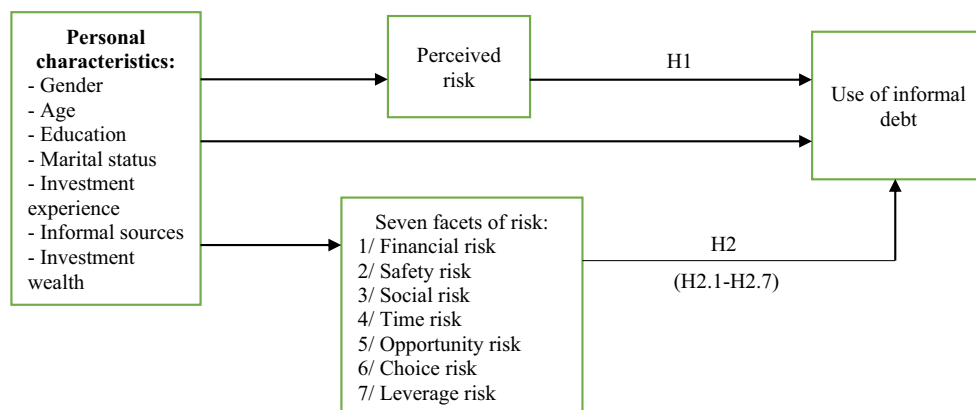 Personal
characteristics:
- Gender
- Age
- Education
- Marital status
- Investment
experience
- Informal sources
- Investment
wealth
Perceived
risk
H1
Use of informal
debt
Seven facets of risk:
1/ Financial risk
2/ Safety risk
3/ Social risk
4/ Time risk
5/ Opportunity risk
6/ Choice risk
7/ Leverage risk
H2
(H2.1-H2.7)